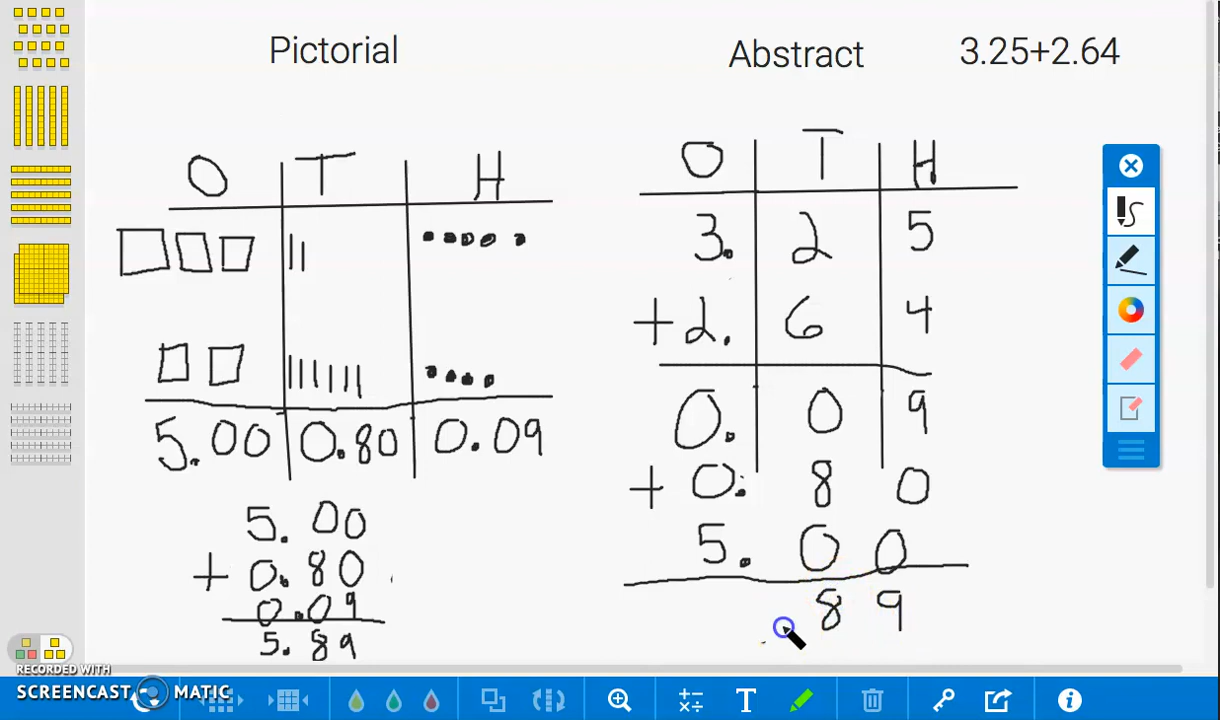 Pictorial
O T H
5.00 0.80 0.09
5.00
+ 0.80
0.09
5.89
Abstract 3.25+2.64
O T H
3. 2 5
+ 2. 6 4
0. 0 9
+ 0. 8 0
5. 0 0
8 9
RECORDED WITH
SCREENCAST MATIC
T